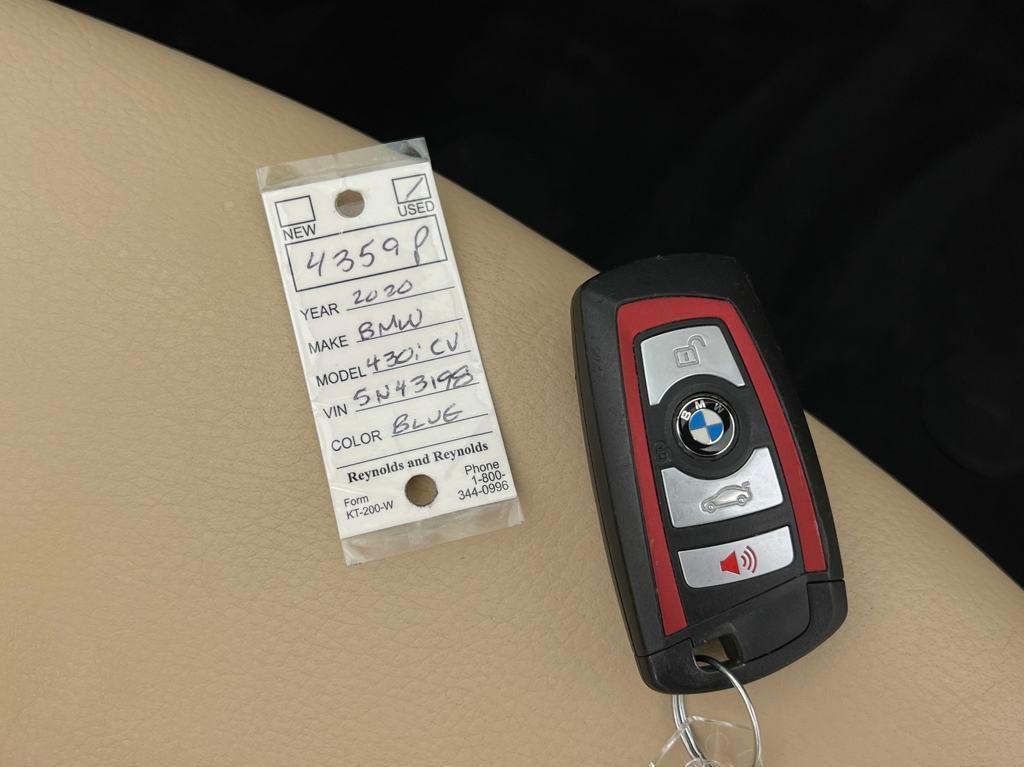 NEW USED
4359P
YEAR 2020
MAKE BMW
MODEL 430i CV
VIN 5N43198
COLOR BLUE
Reynolds and Reynolds
Form
KT-200-W
Phone
1-800-
344-0996
BMW